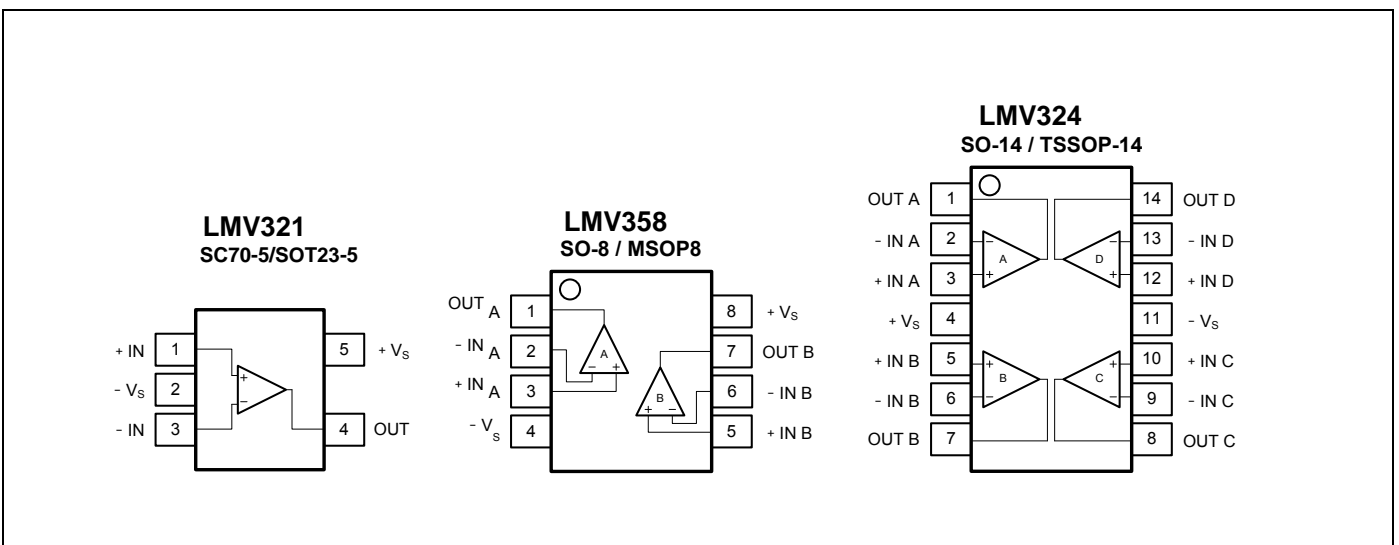 LMV321
SC70-5/SOT23-5
+ IN 1
- VS 2
- IN 3
5 + VS
4 OUT
+
−
LMV358
SO-8 / MSOP8
OUT A 1
- IN A 2
+ IN A 3
- VS 4
8 + VS
7 OUT B
6 - IN B
5 + IN B
A
− +
B
+ −
LMV324
SO-14 / TSSOP-14
OUT A 1
- IN A 2
+ IN A 3
+ VS 4
+ IN B 5
- IN B 6
OUT B 7
14 OUT D
13 - IN D
12 + IN D
11 - VS
10 + IN C
9 - IN C
8 OUT C
−
A
+
−
D
+
+
B
−
+
C
−